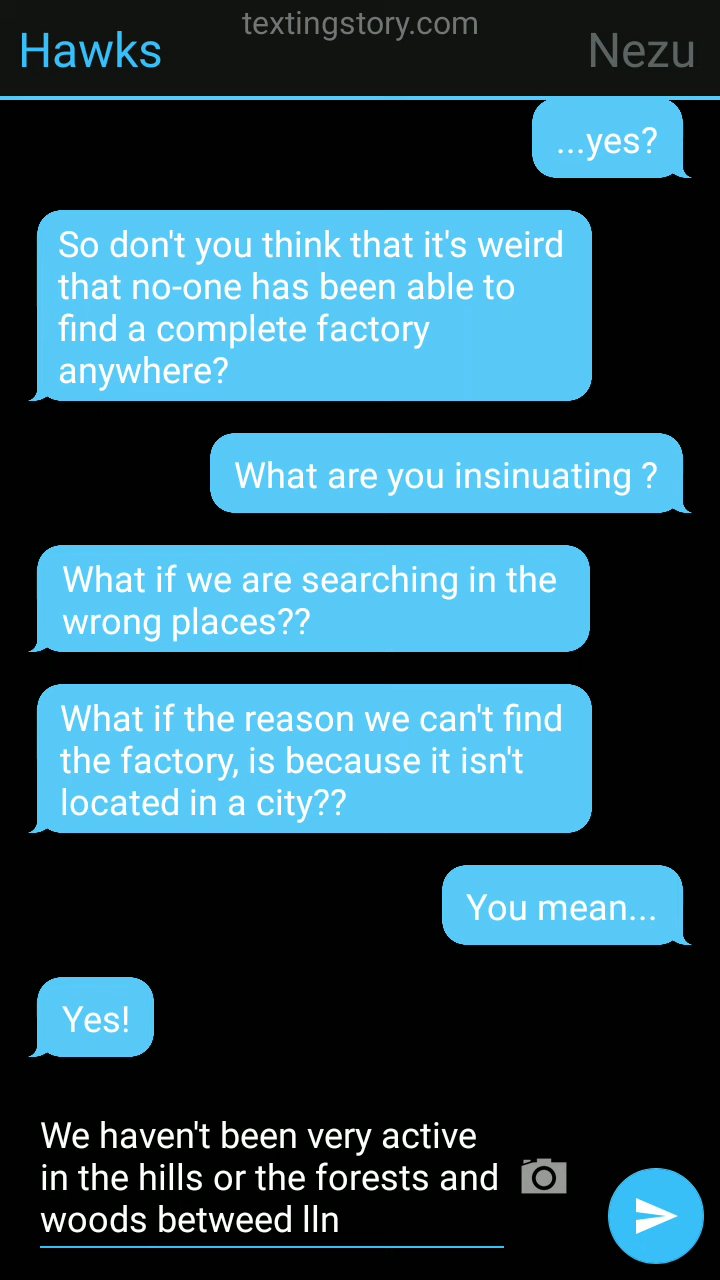 textingstory.com
Hawks
Nezu
...yes?
So don't you think that it's weird
that no-one has been able to
find a complete factory
anywhere?
What are you insinuating ?
What if we are searching in the
wrong places??
What if the reason we can't find
the factory, is because it isn't
located in a city??
You mean...
Yes!
We haven't been very active
in the hills or the forests and
woods betweed lln